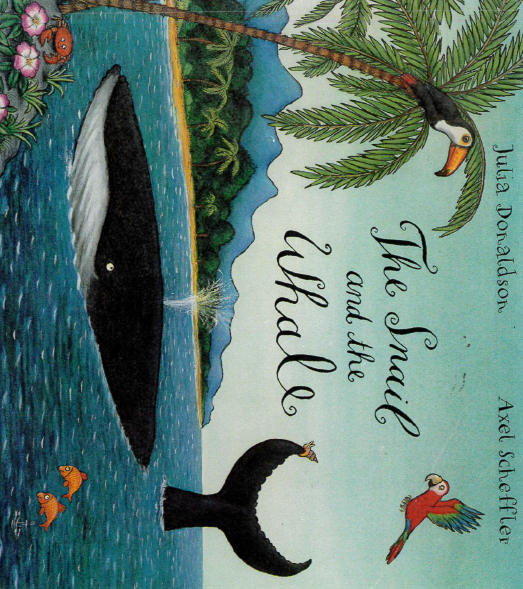 Julia Donaldson Axel Scheffler
The Snail
and the
Whale